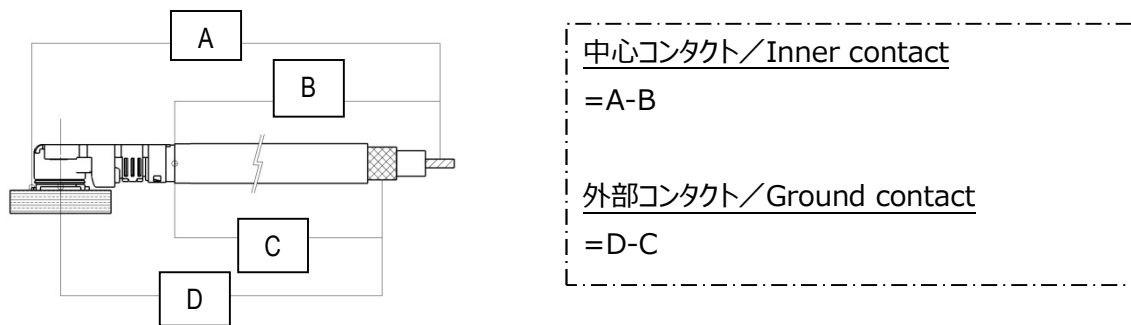 A
B
C
D
中心コンタクト／Inner contact
=A-B
外部コンタクト／Ground contact
=D-C